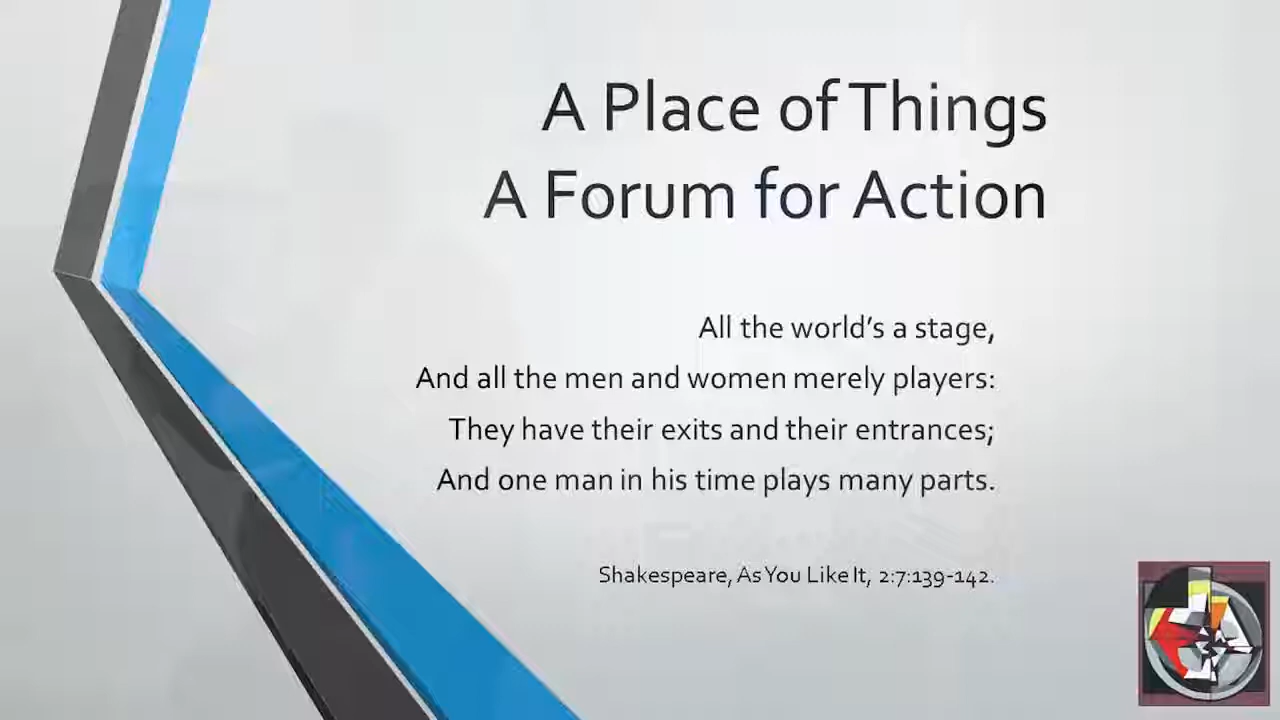 A Place of Things
A Forum for Action
All the world’s a stage,
And all the men and women merely players:
They have their exits and their entrances;
And one man in his time plays many parts.
Shakespeare, As You Like It, 2:7:139-142.